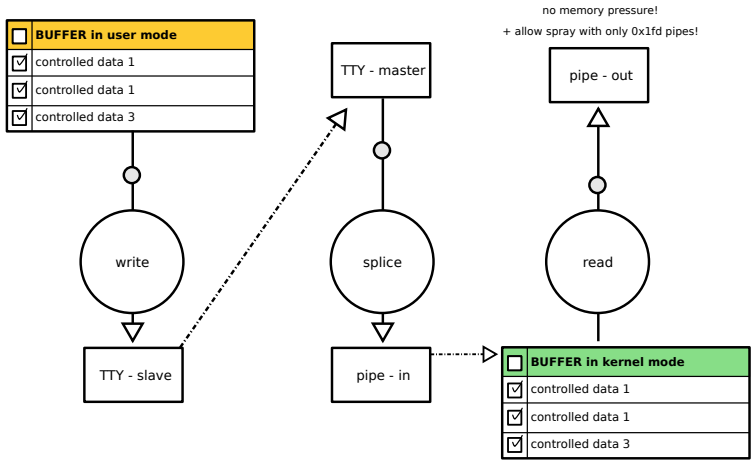 no memory pressure!
+ allow spray with only 0x1fd pipes!
BUFFER in user mode
controlled data 1
controlled data 1
controlled data 3
TTY - master
pipe - out
write
splice
read
TTY - slave
pipe - in
BUFFER in kernel mode
controlled data 1
controlled data 1
controlled data 3